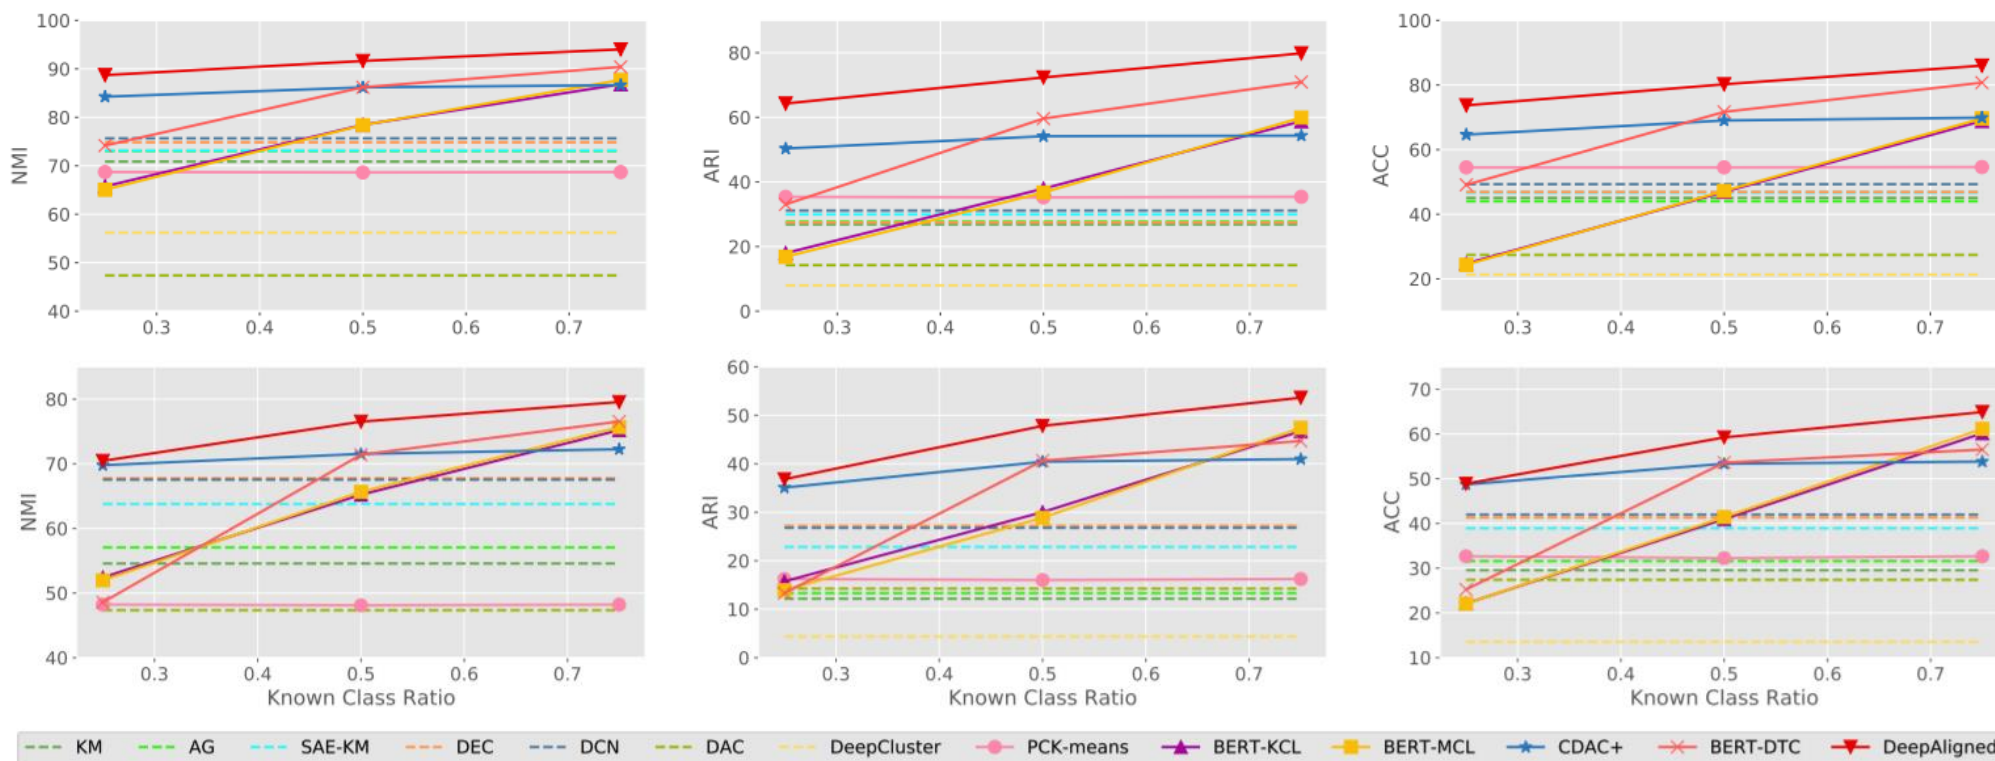 100
90
80
70
60
50
40
NMI
0.3 0.4 0.5 0.6 0.7
80
60
40
20
0
ARI
0.3 0.4 0.5 0.6 0.7
100
80
60
40
20
ACC
0.3 0.4 0.5 0.6 0.7
80
70
60
50
40
NMI
0.3 0.4 0.5 0.6 0.7
Known Class Ratio
60
50
40
30
20
10
0
ARI
0.3 0.4 0.5 0.6 0.7
Known Class Ratio
70
60
50
40
30
20
10
ACC
0.3 0.4 0.5 0.6 0.7
Known Class Ratio
KM AG SAE-KM DEC DCN DAC DeepCluster PCK-means BERT-KCL BERT-MCL CDAC+ BERT-DTC DeepAligned